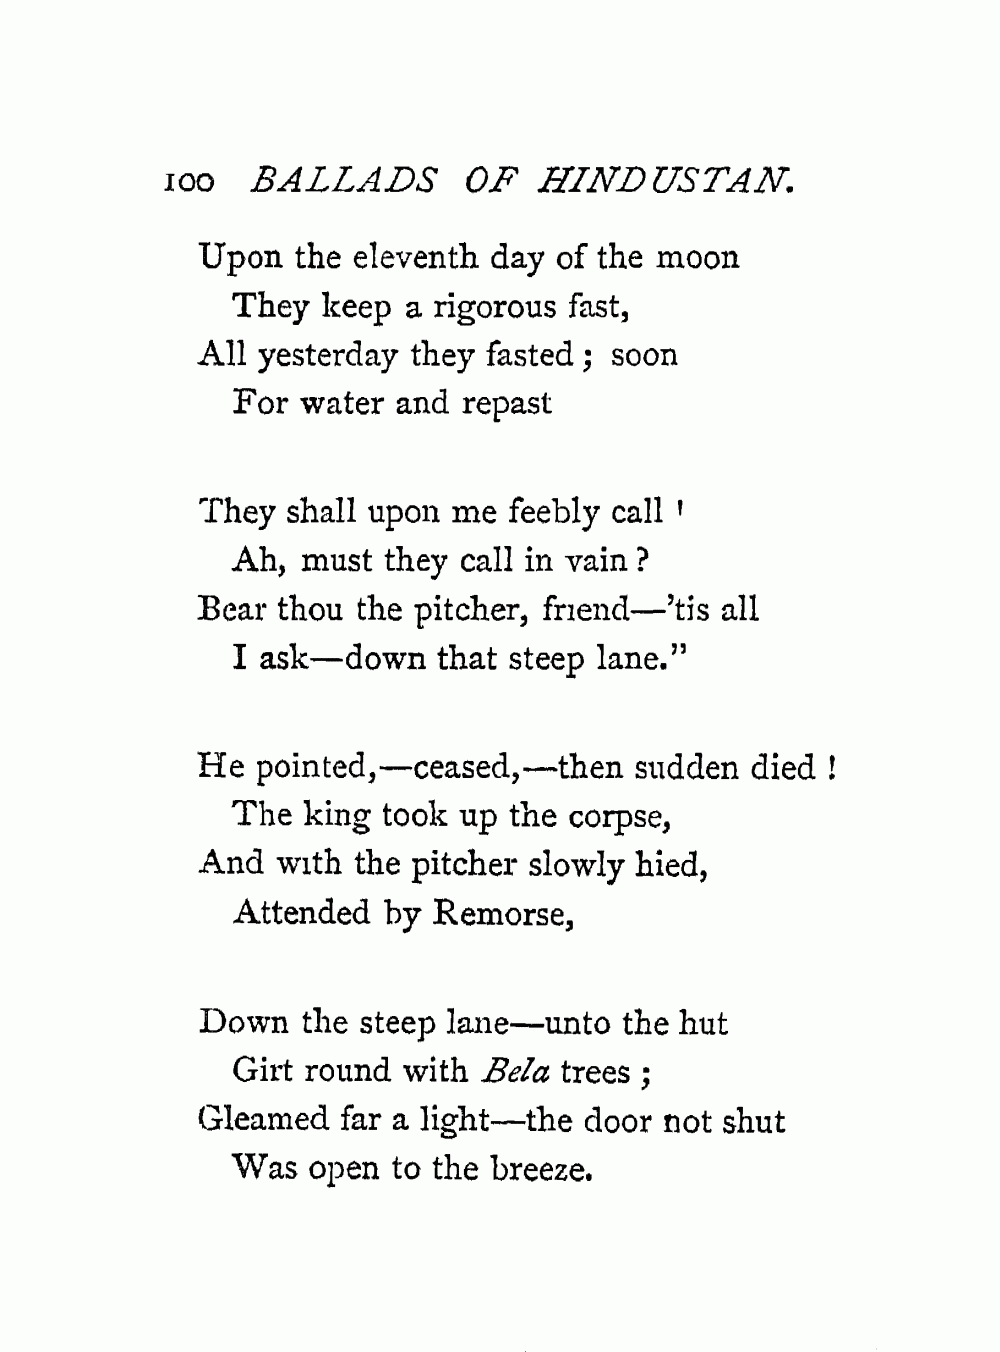 100 BALLADS OF HINDUSTAN.
Upon the eleventh day of the moon
They keep a rigorous fast,
All yesterday they fasted ; soon
For water and repast
They shall upon me feebly call '
Ah, must they call in vain ?
Bear thou the pitcher, friend—'tis all
I ask—down that steep lane."
He pointed,—ceased,—then sudden died !
The king took up the corpse,
And with the pitcher slowly hied,
Attended by Remorse,
Down the steep lane—unto the hut
Girt round with Bela trees ;
Gleamed far a light—the door not shut
Was open to the breeze.